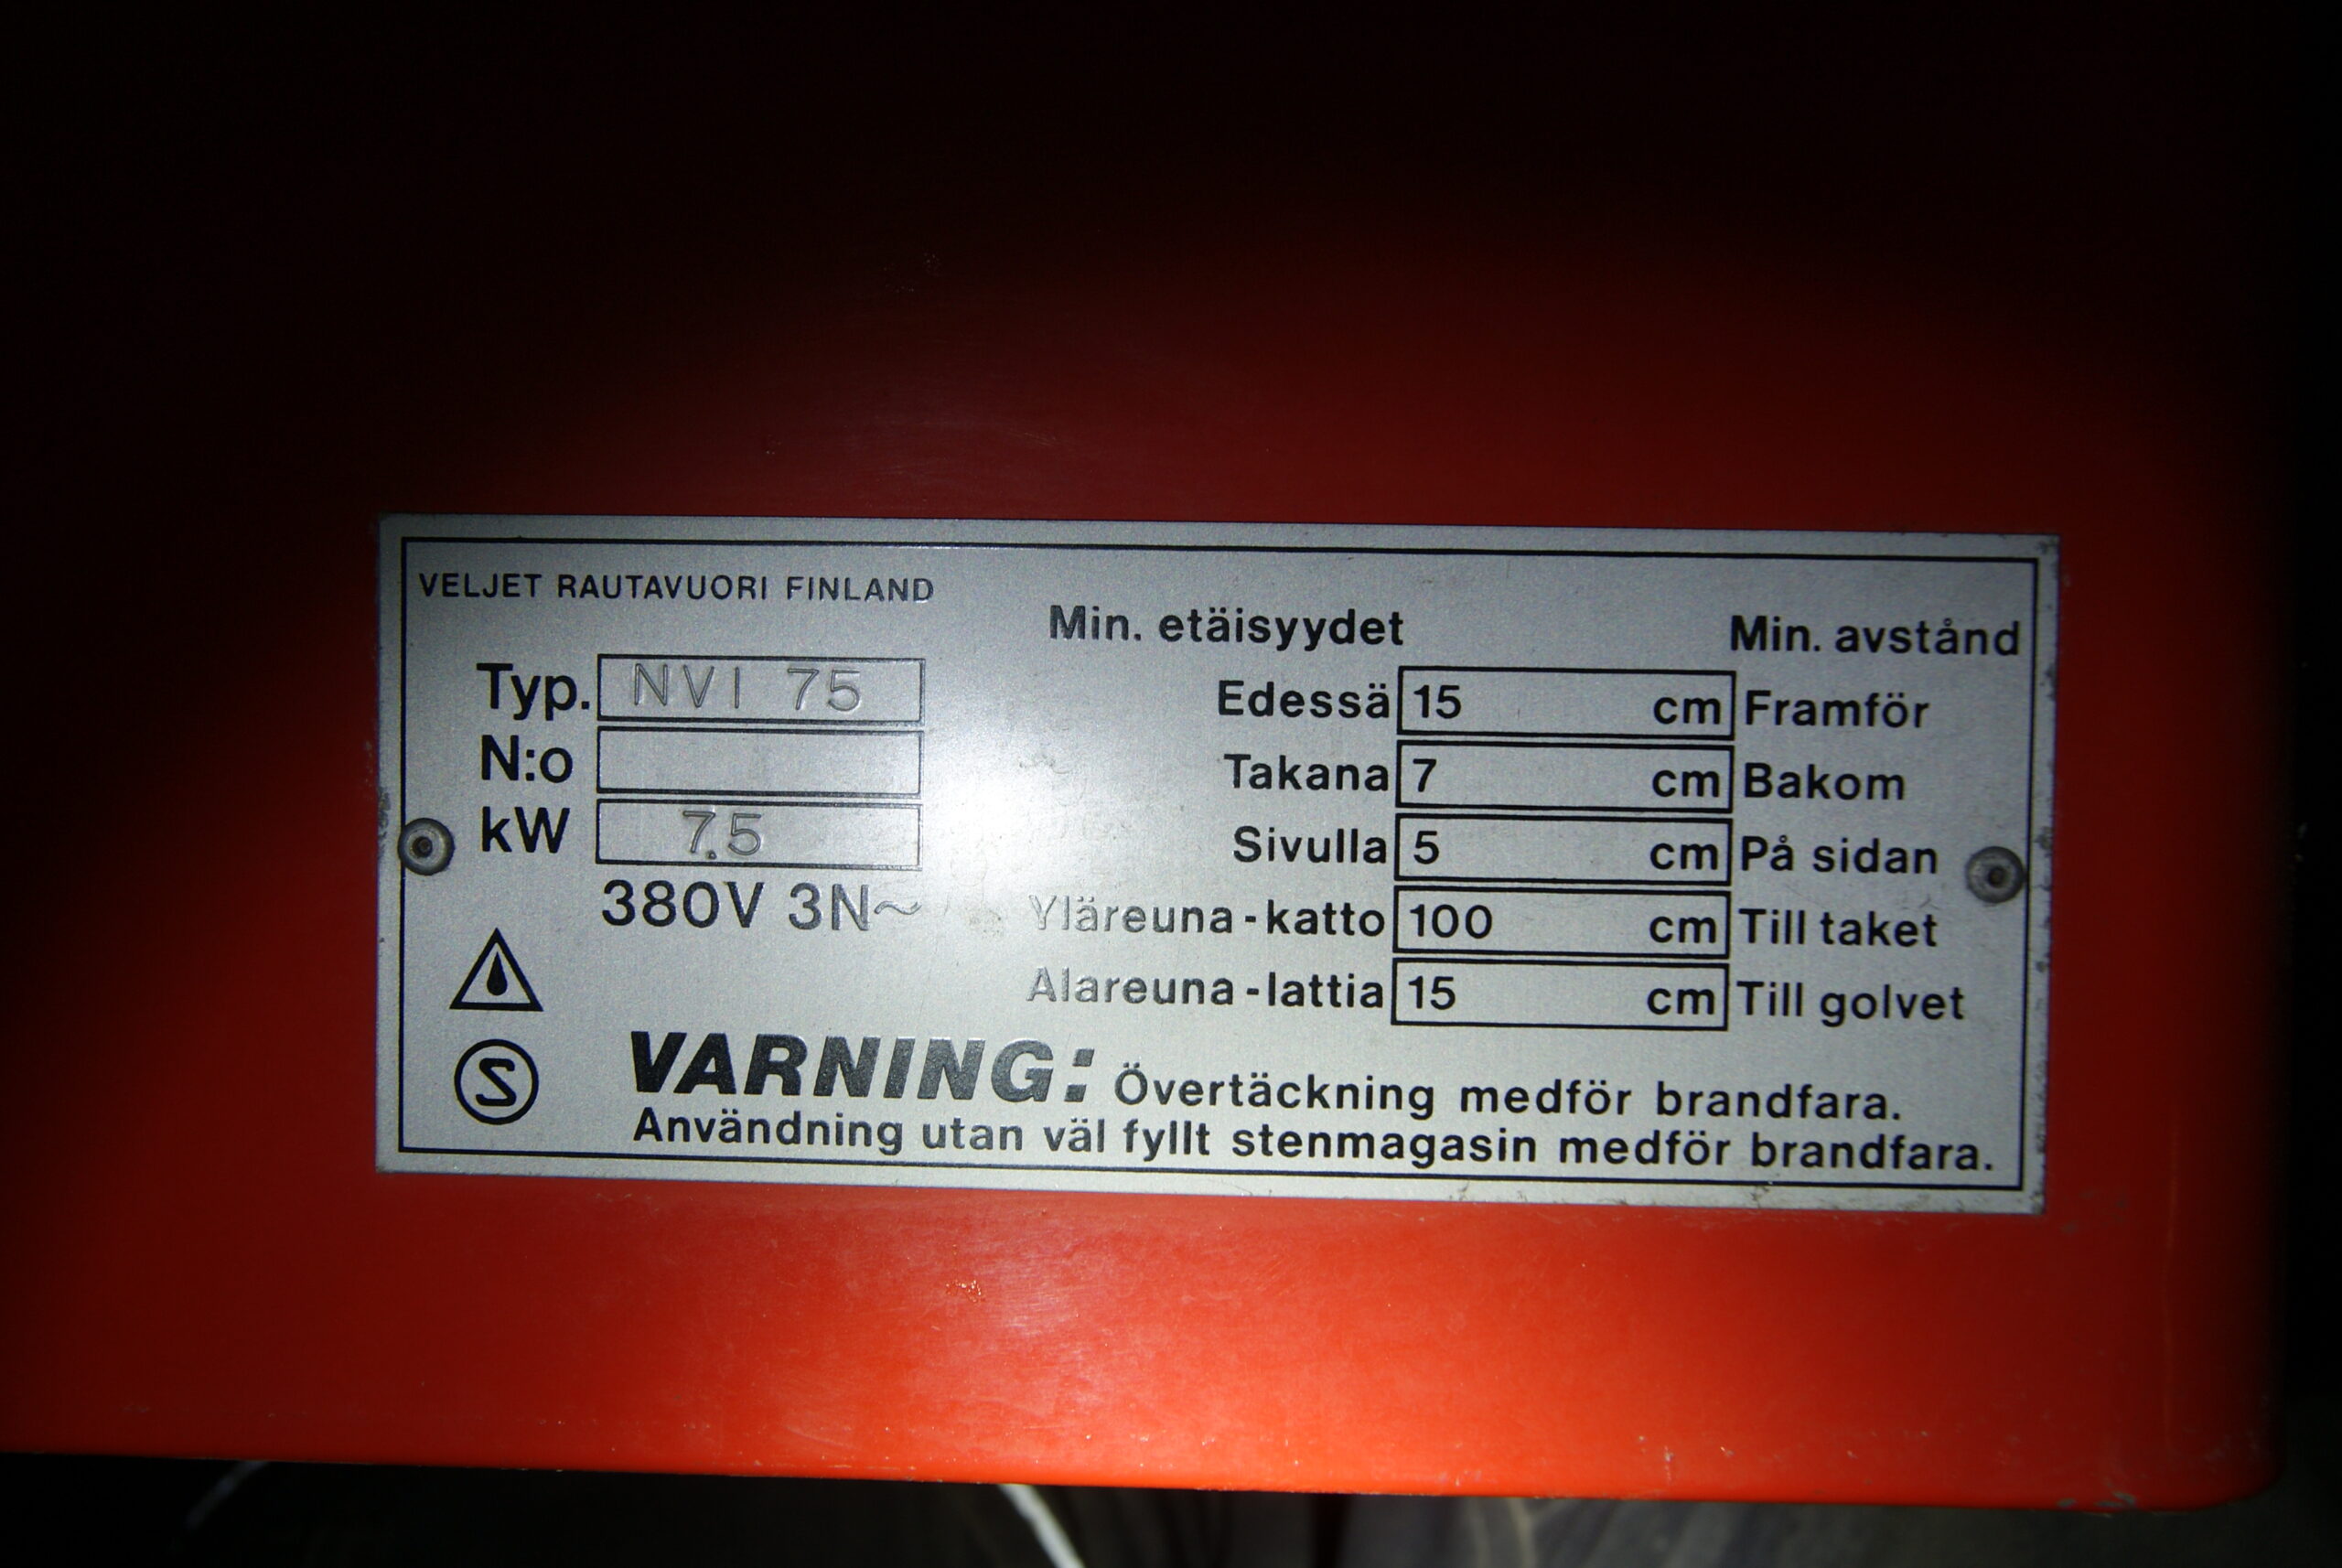 VELJET RAUTAVUORI FINLAND
Typ. NVI 75
N:o
kW 7.5
380V 3N~
Min. etäisyydet Min. avstånd
Edessä 15 cm Framför
Takana 7 cm Bakom
Sivulla 5 cm På sidan
Yläreuna-katto 100 cm Till taket
Alareuna-lattia 15 cm Till golvet
S
VARNING: Övertäckning medför brandfara.
Användning utan väl fyllt stenmagasin medför brandfara.